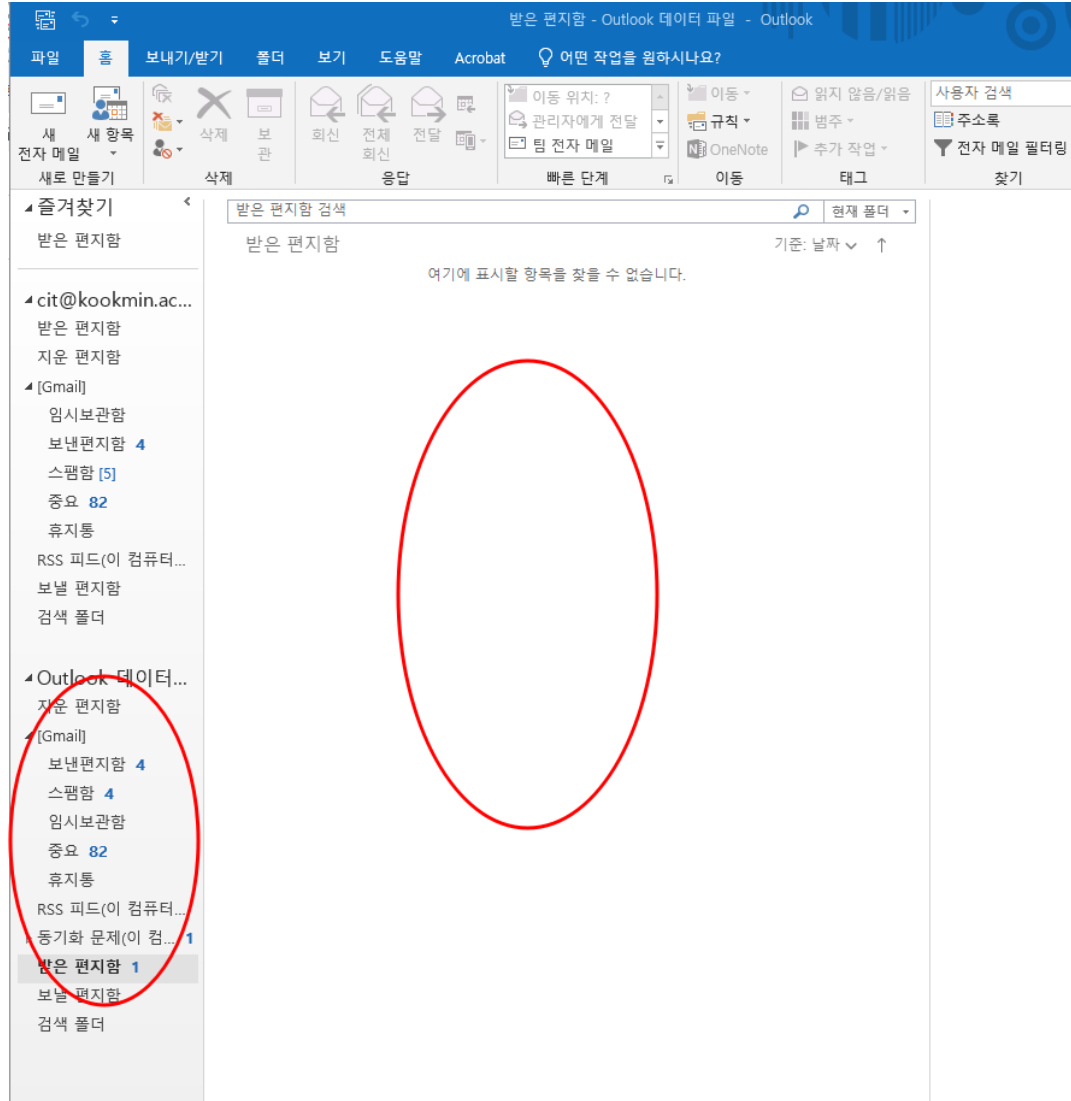 받은 편지함 - Outlook 데이터 파일 - Outlook
파일 홈 보내기/받기 폴더 보기 도움말 Acrobat 어떤 작업을 원하시나요?
새 전자 메일
새 항목
새로 만들기
삭제
보관
삭제
회신
전체 회신
전달
응답
이동 위치: ?
관리자에게 전달
팀 전자 메일
빠른 단계
이동
규칙
OneNote
이동
읽지 않음/읽음
범주
추가 작업
태그
사용자 검색
주소록
전자 메일 필터링
찾기
즐겨찾기
받은 편지함
cit@kookmin.ac...
받은 편지함
지운 편지함
[Gmail]
임시보관함
보낸편지함 4
스팸함 [5]
중요 82
휴지통
RSS 피드(이 컴퓨터...
보낼 편지함
검색 폴더
Outlook 데이터...
지운 편지함
[Gmail]
보낸편지함 4
스팸함 4
임시보관함
중요 82
휴지통
RSS 피드(이 컴퓨터...
동기화 문제(이 컴... 1
받은 편지함 1
보낼 편지함
검색 폴더
받은 편지함 검색
현재 폴더
받은 편지함
기준: 날짜 ↑
여기에 표시할 항목을 찾을 수 없습니다.